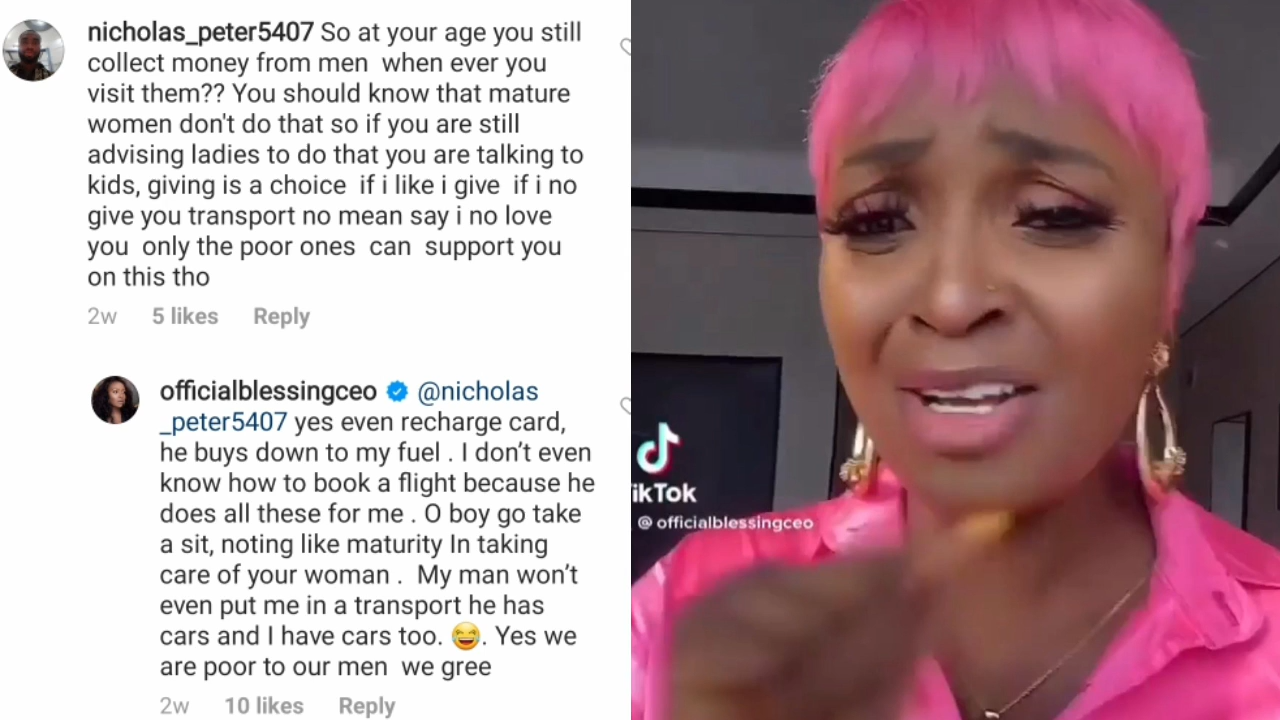 nicholas_peter5407 So at your age you still
collect money from men when ever you
visit them?? You should know that mature
women don't do that so if you are still
advising ladies to do that you are talking to
kids, giving is a choice if i like i give if i no
give you transport no mean say i no love
you only the poor ones can support you
on this tho
2w 5 likes Reply
officialblessingceo @nicholas
_peter5407 yes even recharge card,
he buys down to my fuel . I don’t even
know how to book a flight because he
does all these for me . O boy go take
a sit, noting like maturity In taking
care of your woman . My man won’t
even put me in a transport he has
cars and I have cars too. 😂. Yes we
are poor to our men we gree
2w 10 likes Reply
ikTok
@ officialblessingceo